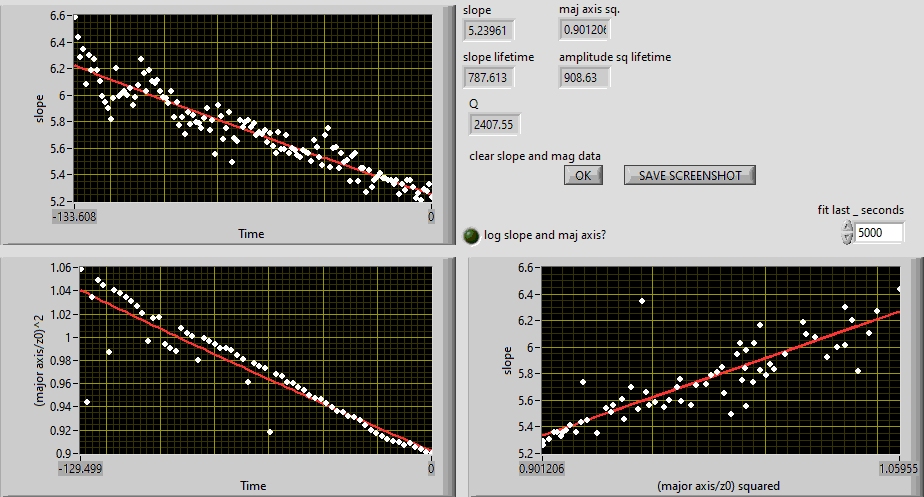 6.6
6.4
6.2
6
5.8
5.6
5.4
5.2
slope
-133.608
0
Time
slope
5.23961
maj axis sq.
0.901206
slope lifetime
787.613
amplitude sq lifetime
908.63
Q
2407.55
clear slope and mag data
OK
SAVE SCREENSHOT
fit last _ seconds
5000
log slope and maj axis?
1.06
1.04
1.02
1
0.98
0.96
0.94
0.92
0.9
(major axis/z0)^2
-129.499
0
Time
6.6
6.4
6.2
6
5.8
5.6
5.4
5.2
slope
0.901206
1.05955
(major axis/z0) squared